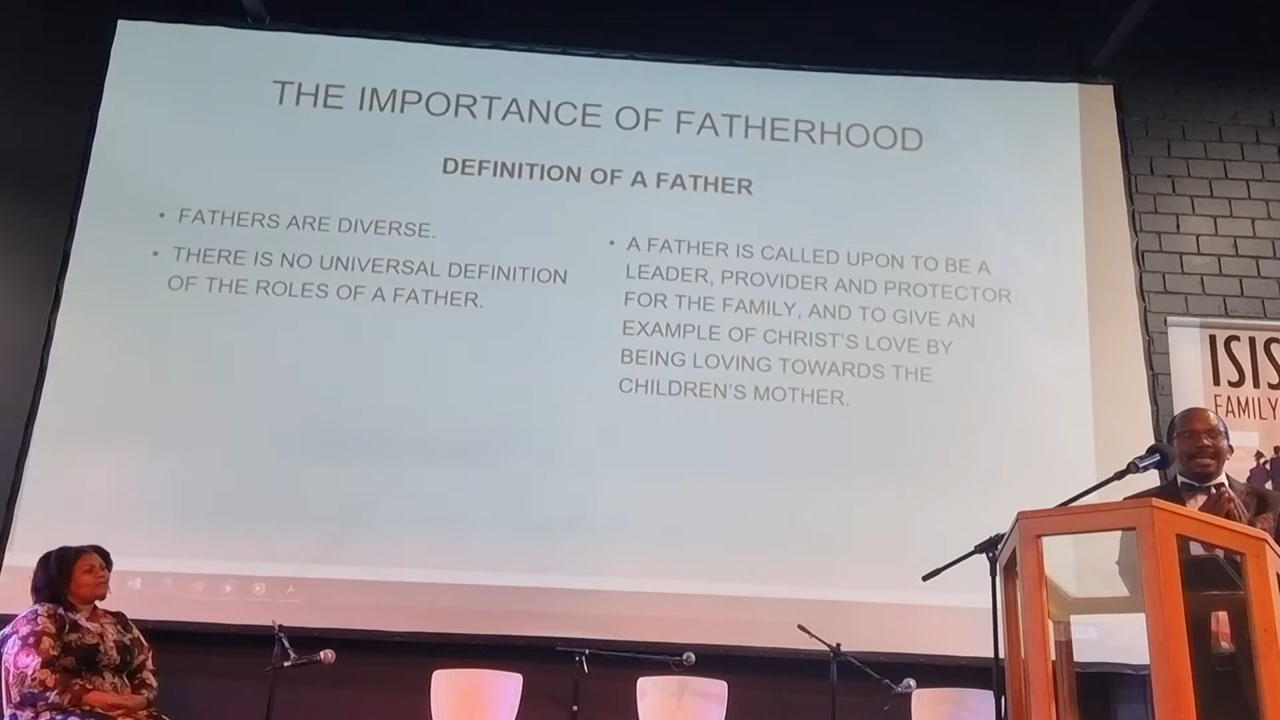 THE IMPORTANCE OF FATHERHOOD
DEFINITION OF A FATHER
• FATHERS ARE DIVERSE.
• THERE IS NO UNIVERSAL DEFINITION
OF THE ROLES OF A FATHER.
• A FATHER IS CALLED UPON TO BE A
LEADER, PROVIDER AND PROTECTOR
FOR THE FAMILY, AND TO GIVE AN
EXAMPLE OF CHRIST'S LOVE BY
BEING LOVING TOWARDS THE
CHILDREN'S MOTHER.
ISIS
FAMILY